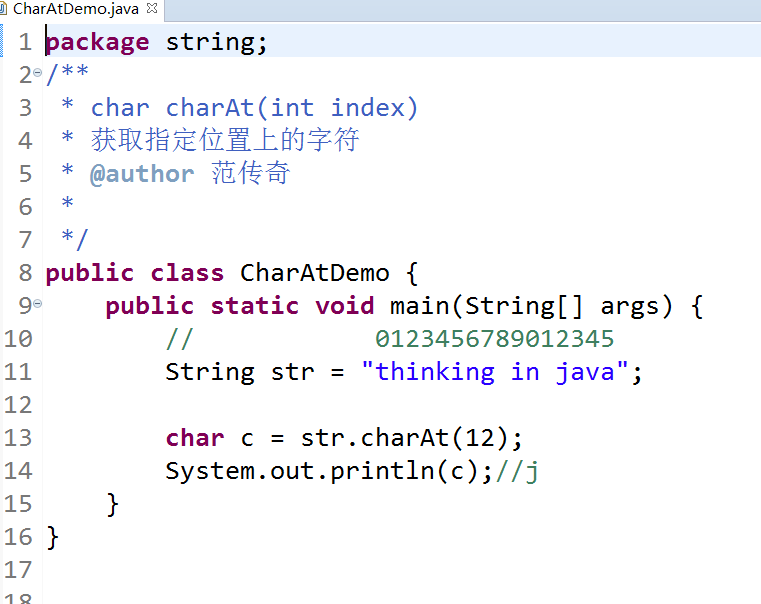 CharAtDemo.java
1 package string;
2 /**
3  * char charAt(int index)
4  * 获取指定位置上的字符
5  * @author 范传奇
6  *
7  */
8 public class CharAtDemo {
9     public static void main(String[] args) {
10         //            0123456789012345
11         String str = "thinking in java";
12
13         char c = str.charAt(12);
14         System.out.println(c);//j
15     }
16 }
17
18